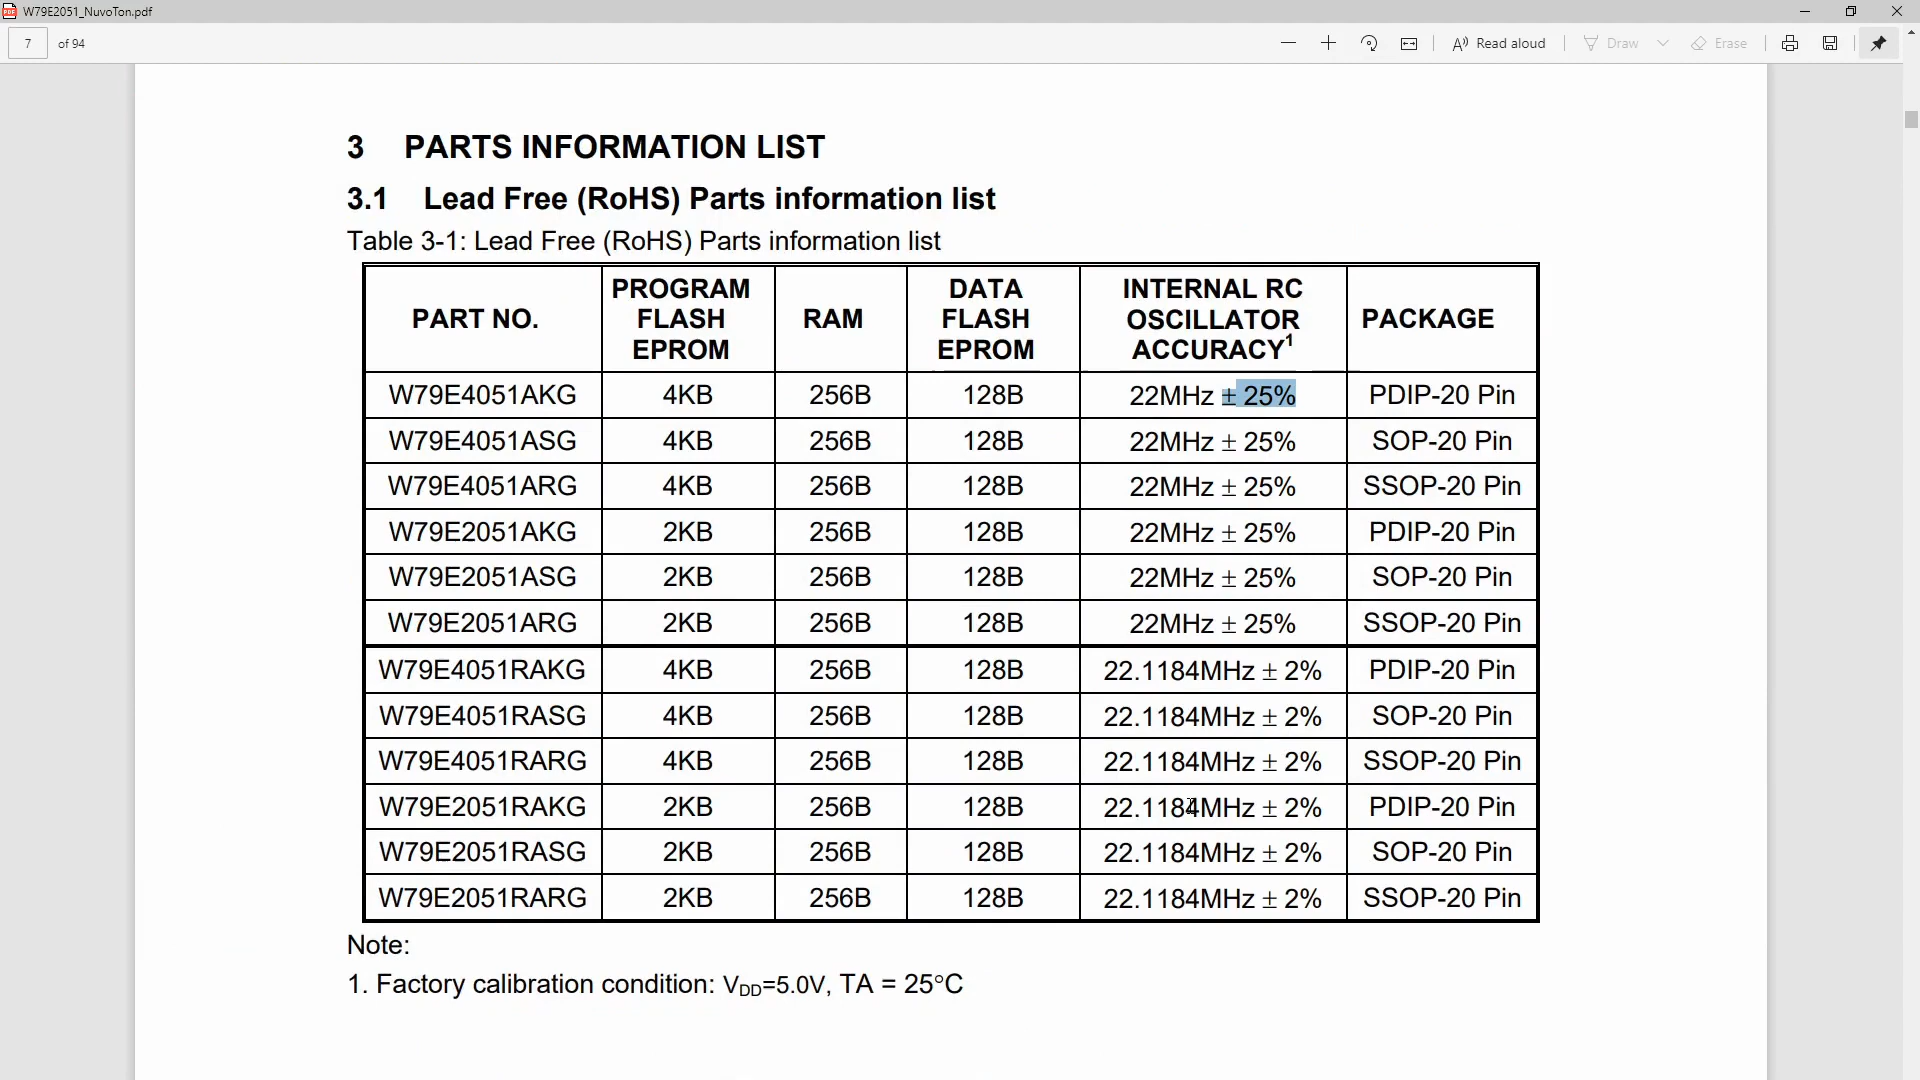 W79E2051_NuvoTon.pdf
7 of 94 Read aloud Draw Erase
3 PARTS INFORMATION LIST
3.1 Lead Free (RoHS) Parts information list
Table 3-1: Lead Free (RoHS) Parts information list
PART NO. PROGRAM FLASH EPROM RAM DATA FLASH EPROM INTERNAL RC OSCILLATOR ACCURACY¹ PACKAGE
W79E4051AKG 4KB 256B 128B 22MHz ± 25% PDIP-20 Pin
W79E4051ASG 4KB 256B 128B 22MHz ± 25% SOP-20 Pin
W79E4051ARG 4KB 256B 128B 22MHz ± 25% SSOP-20 Pin
W79E2051AKG 2KB 256B 128B 22MHz ± 25% PDIP-20 Pin
W79E2051ASG 2KB 256B 128B 22MHz ± 25% SOP-20 Pin
W79E2051ARG 2KB 256B 128B 22MHz ± 25% SSOP-20 Pin
W79E4051RAKG 4KB 256B 128B 22.1184MHz ± 2% PDIP-20 Pin
W79E4051RASG 4KB 256B 128B 22.1184MHz ± 2% SOP-20 Pin
W79E4051RARG 4KB 256B 128B 22.1184MHz ± 2% SSOP-20 Pin
W79E2051RAKG 2KB 256B 128B 22.1184MHz ± 2% PDIP-20 Pin
W79E2051RASG 2KB 256B 128B 22.1184MHz ± 2% SOP-20 Pin
W79E2051RARG 2KB 256B 128B 22.1184MHz ± 2% SSOP-20 Pin
Note:
1. Factory calibration condition: VDD=5.0V, TA = 25°C